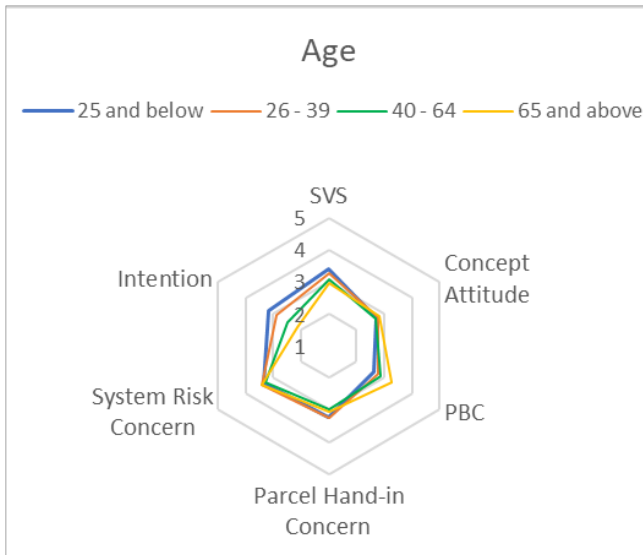 Age
25 and below 26 - 39 40 - 64 65 and above
SVS
5
4
3
2
1
Concept
Attitude
PBC
Parcel Hand-in
Concern
System Risk
Concern
Intention